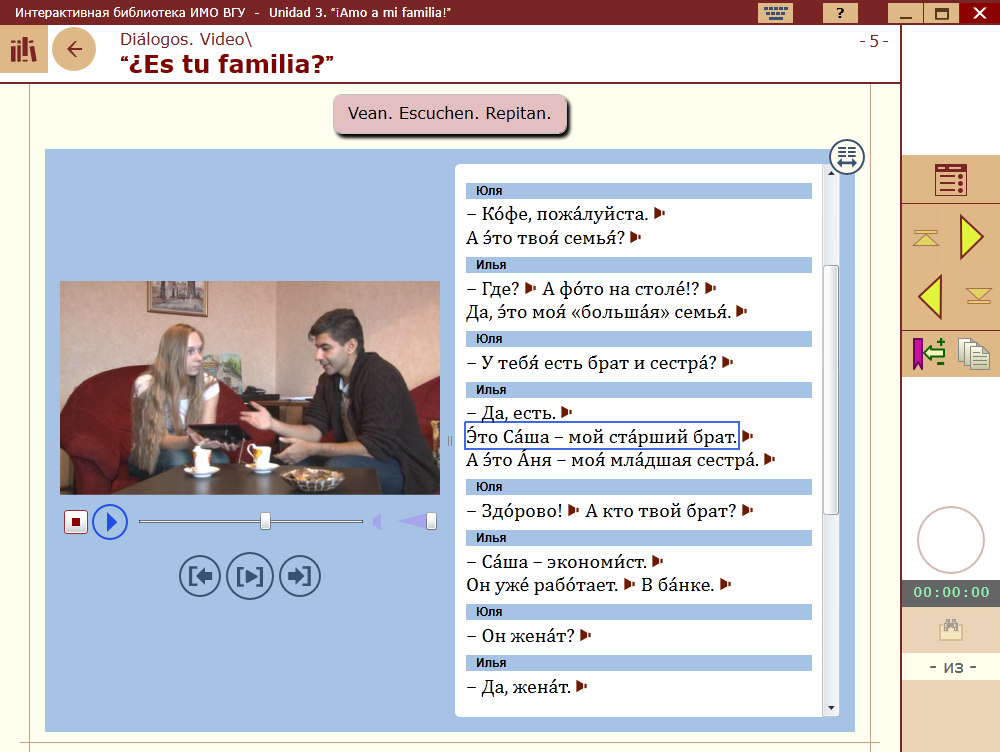 Интерактивная библиотека ИМО ВГУ - Unidad 3. “¡Amo a mi familia!”
?
Diálogos. Video\
“¿Es tu familia?”
- 5 -
Vean. Escuchen. Repitan.
Юля
– Ко́фе, пожа́луйста.
А э́то твоя́ семья́?
Илья
– Где? А фо́то на столе́!?
Да, э́то моя́ «больша́я» семья́.
Юля
– У тебя́ есть брат и сестра́?
Илья
– Да, есть.
Э́то Са́ша – мой ста́рший брат.
А э́то А́ня – моя́ мла́дшая сестра́.
Юля
– Здо́рово! А кто твой брат?
Илья
– Са́ша – экономи́ст.
Он уже́ рабо́тает. В ба́нке.
Юля
– Он жена́т?
Илья
– Да, жена́т.
00:00:00
- из -